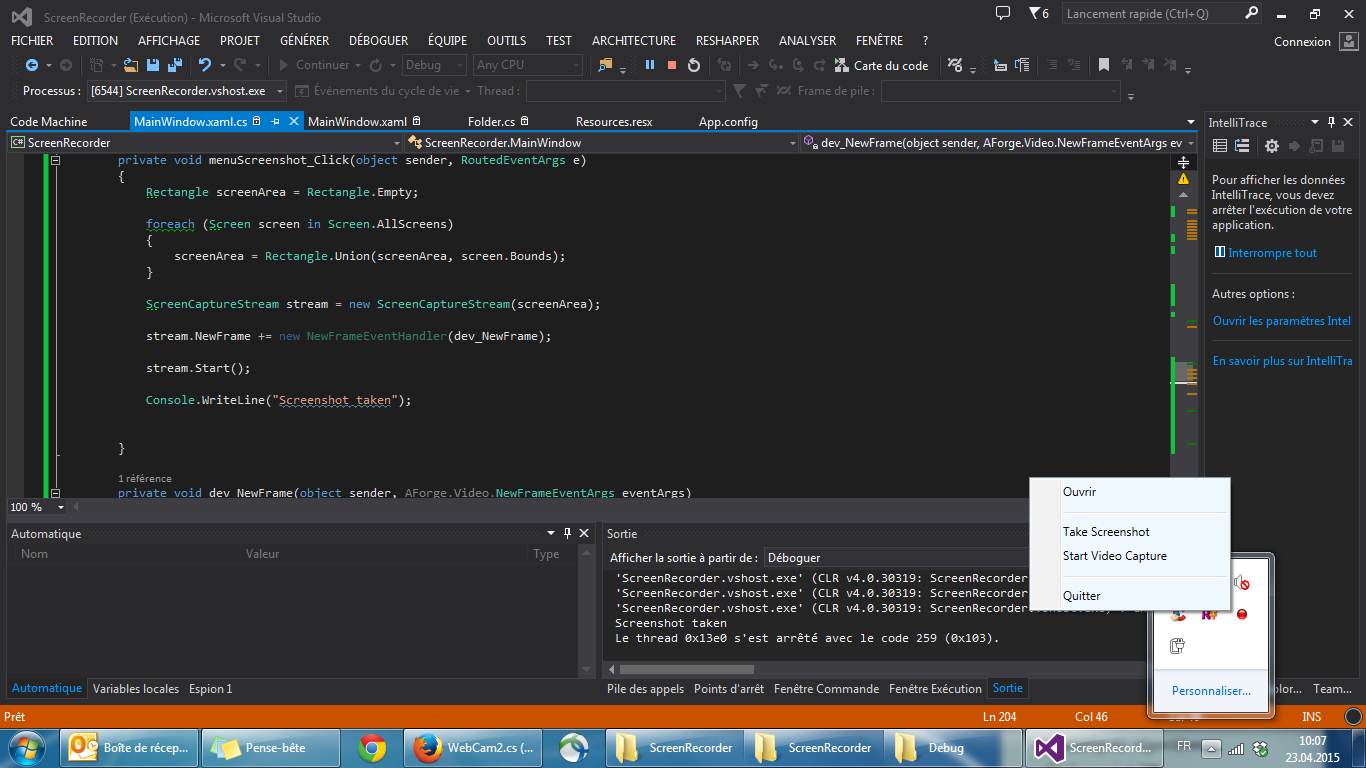 ScreenRecorder (Exécution) - Microsoft Visual Studio
6
Lancement rapide (Ctrl+Q)
FICHIER EDITION AFFICHAGE PROJET GÉNÉRER DÉBOGUER ÉQUIPE OUTILS TEST ARCHITECTURE RESHARPER ANALYSER FENÊTRE ?
Connexion
Continuer Debug Any CPU Carte du code
Processus : [6544] ScreenRecorder.vshost.exe Événements du cycle de vie Thread : Frame de pile :
Code Machine MainWindow.xaml.cs MainWindow.xaml Folder.cs Resources.resx App.config
C# ScreenRecorder ScreenRecorder.MainWindow dev_NewFrame(object sender, AForge.Video.NewFrameEventArgs ev
private void menuScreenshot_Click(object sender, RoutedEventArgs e)
{
Rectangle screenArea = Rectangle.Empty;
foreach (Screen screen in Screen.AllScreens)
{
screenArea = Rectangle.Union(screenArea, screen.Bounds);
}
ScreenCaptureStream stream = new ScreenCaptureStream(screenArea);
stream.NewFrame += new NewFrameEventHandler(dev_NewFrame);
stream.Start();
Console.WriteLine("Screenshot taken");
}
1 référence
private void dev_NewFrame(object sender, AForge.Video.NewFrameEventArgs eventArgs)
100 %
IntelliTrace
Pour afficher les données
IntelliTrace, vous devez
arrêter l'exécution de votre
application.
Interrompre tout
Autres options :
Ouvrir les paramètres Intel
En savoir plus sur IntelliTra
Automatique
Nom Valeur Type
Automatique Variables locales Espion 1
Sortie
Afficher la sortie à partir de : Déboguer
'ScreenRecorder.vshost.exe' (CLR v4.0.30319: ScreenRecorder
'ScreenRecorder.vshost.exe' (CLR v4.0.30319: ScreenRecorder
'ScreenRecorder.vshost.exe' (CLR v4.0.30319: ScreenRecorder
Screenshot taken
Le thread 0x13e0 s'est arrêté avec le code 259 (0x103).
Pile des appels Points d'arrêt Fenêtre Commande Fenêtre Exécution Sortie
plor... Team...
Ouvrir
Take Screenshot
Start Video Capture
Quitter
Personnaliser...
Prêt Ln 204 Col 46 INS
Boîte de récep... Pense-bête WebCam2.cs (... ScreenRecorder ScreenRecorder Debug ScreenRecord... FR
10:07
23.04.2015